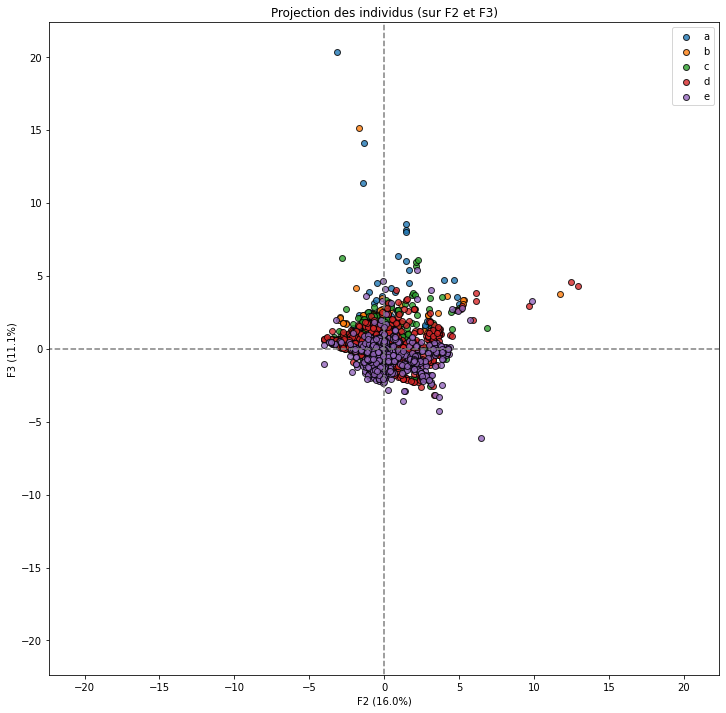 Projection des individus (sur F2 et F3)
a
b
c
d
e
20
15
10
5
0
−5
−10
−15
−20
F3 (11.1%)
−20 −15 −10 −5 0 5 10 15 20
F2 (16.0%)